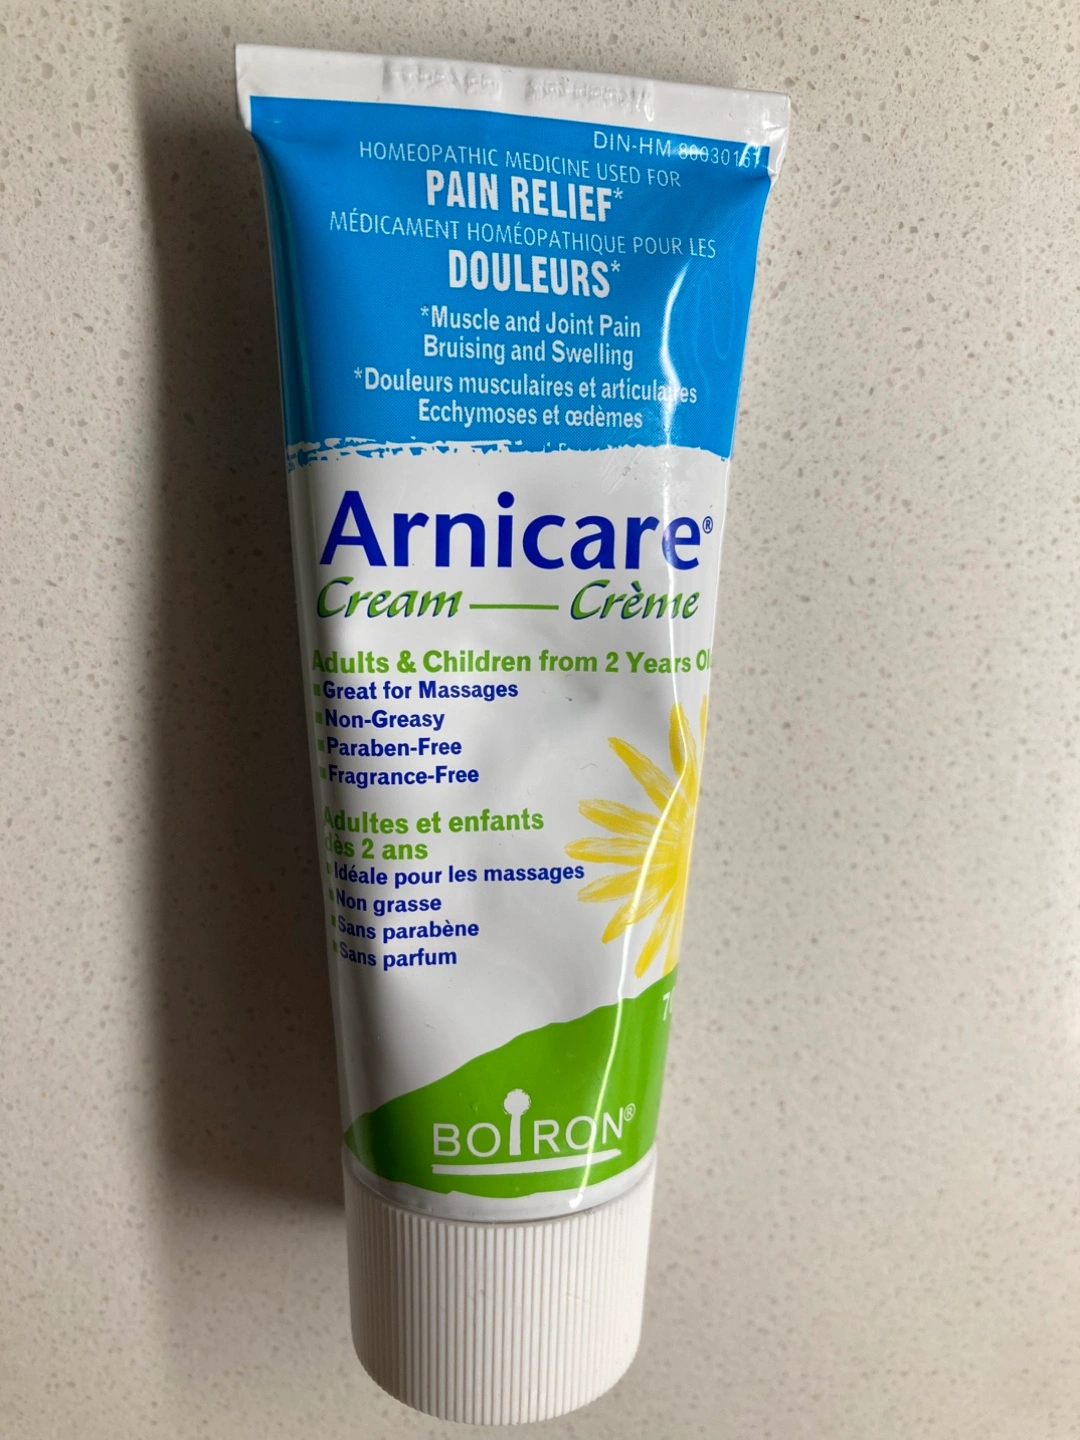 DIN-HM 80030161
HOMEOPATHIC MEDICINE USED FOR
PAIN RELIEF*
MÉDICAMENT HOMÉOPATHIQUE POUR LES
DOULEURS*
*Muscle and Joint Pain
Bruising and Swelling
*Douleurs musculaires et articulaires
Ecchymoses et œdèmes
Arnicare®
Cream — Crème
Adults & Children from 2 Years
Great for Massages
Non-Greasy
Paraben-Free
Fragrance-Free
Adultes et enfants
dès 2 ans
Idéale pour les massages
Non grasse
Sans parabène
Sans parfum
BOIRON®